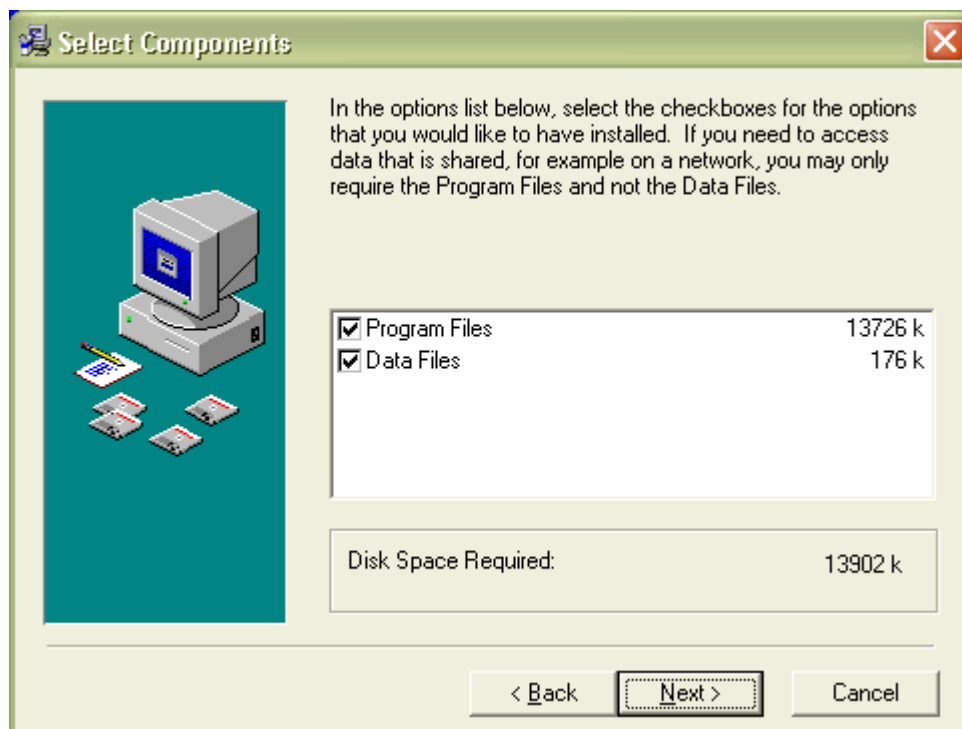 Select Components
In the options list below, select the checkboxes for the options
that you would like to have installed.  If you need to access
data that is shared, for example on a network, you may only
require the Program Files and not the Data Files.
Program Files 13726 k
Data Files 176 k
Disk Space Required: 13902 k
< Back Next > Cancel